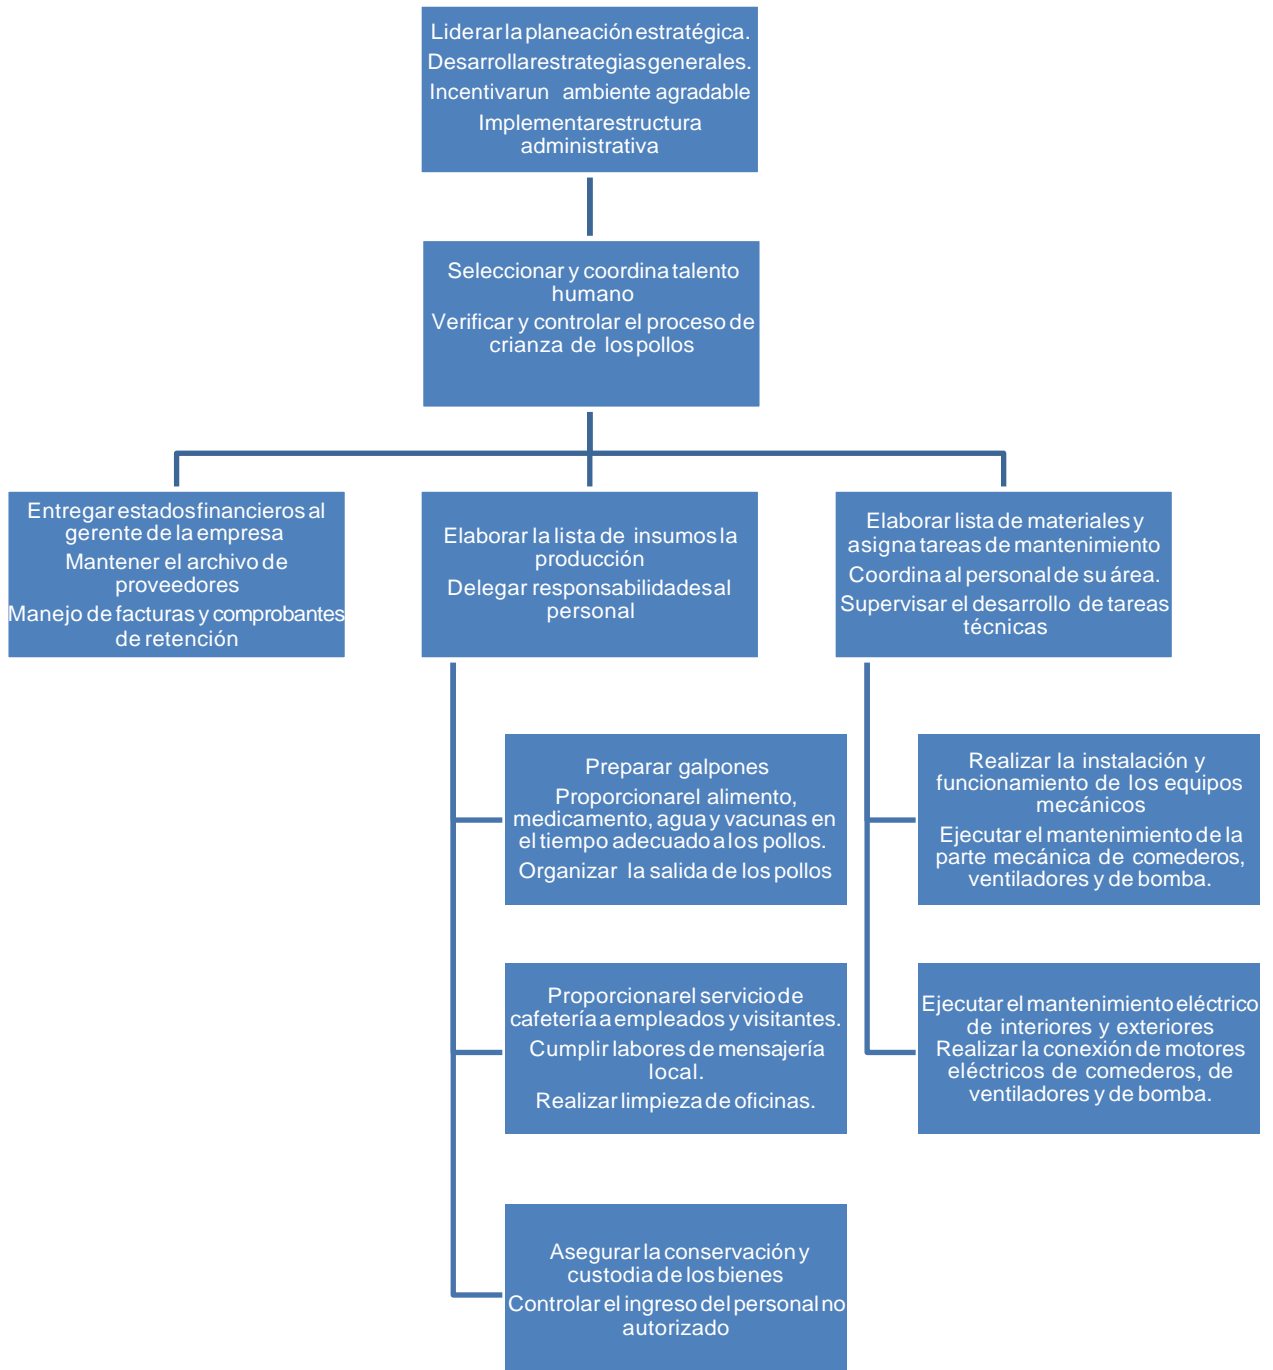 Liderar la planeación estratégica.
Desarrollar estrategias generales.
Incentivar un ambiente agradable
Implementar estructura
administrativa
Seleccionar y coordina talento
humano
Verificar y controlar el proceso de
crianza de los pollos
Entregar estados financieros al
gerente de la empresa
Mantener el archivo de
proveedores
Manejo de facturas y comprobantes
de retención
Elaborar la lista de insumos la
producción
Delegar responsabilidades al
personal
Elaborar lista de materiales y
asigna tareas de mantenimiento
Coordina al personal de su área.
Supervisar el desarrollo de tareas
técnicas
Preparar galpones
Proporcionar el alimento,
medicamento, agua y vacunas en
el tiempo adecuado a los pollos.
Organizar la salida de los pollos
Realizar la instalación y
funcionamiento de los equipos
mecánicos
Ejecutar el mantenimiento de la
parte mecánica de comederos,
ventiladores y de bomba.
Proporcionar el servicio de
cafetería a empleados y visitantes.
Cumplir labores de mensajería
local.
Realizar limpieza de oficinas.
Ejecutar el mantenimiento eléctrico
de interiores y exteriores
Realizar la conexión de motores
eléctricos de comederos, de
ventiladores y de bomba.
Asegurar la conservación y
custodia de los bienes
Controlar el ingreso del personal no
autorizado